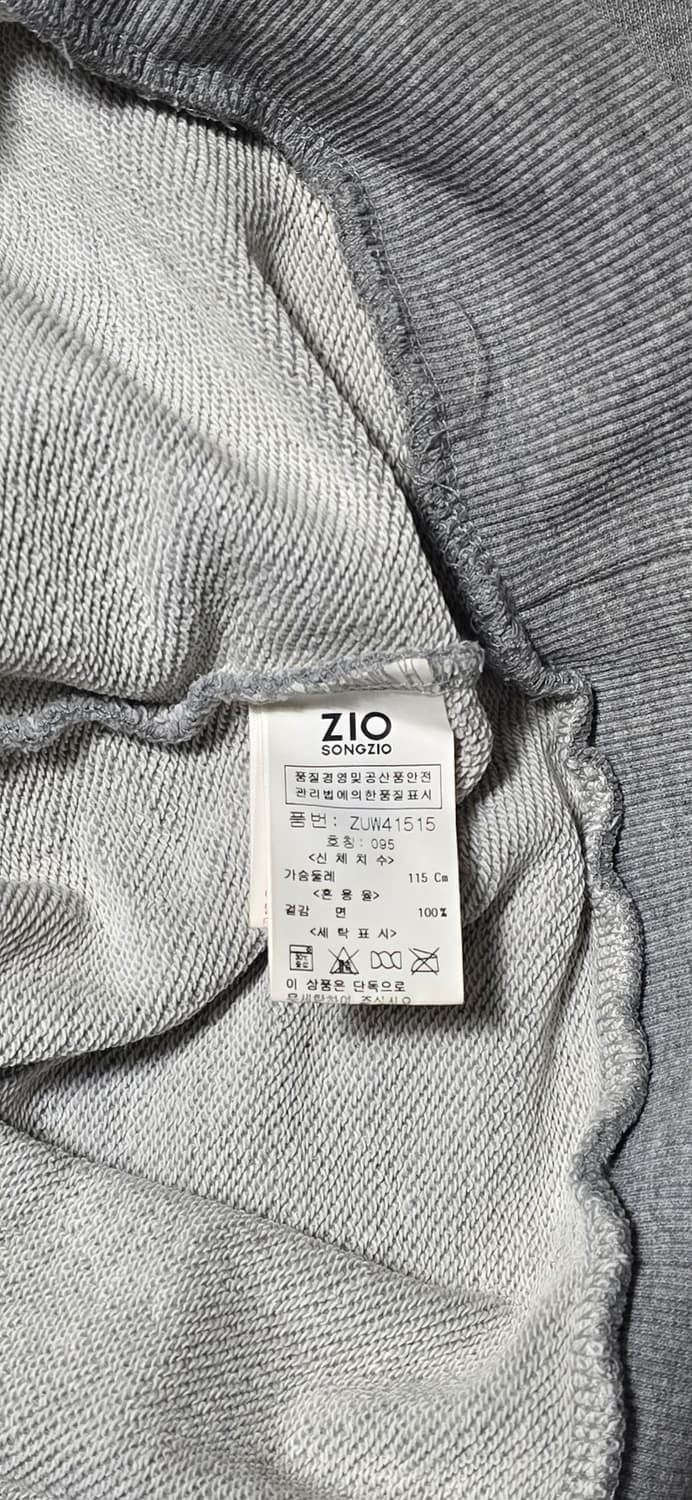 ZIO
SONGZIO
품질경영및공산품안전
관리법에의한품질표시
품번: ZUW41515
호칭: 095
<신체치수>
가슴둘레 115 Cm
<혼용율>
겉감 면 100%
<세탁표시>
이 상품은 단독으로